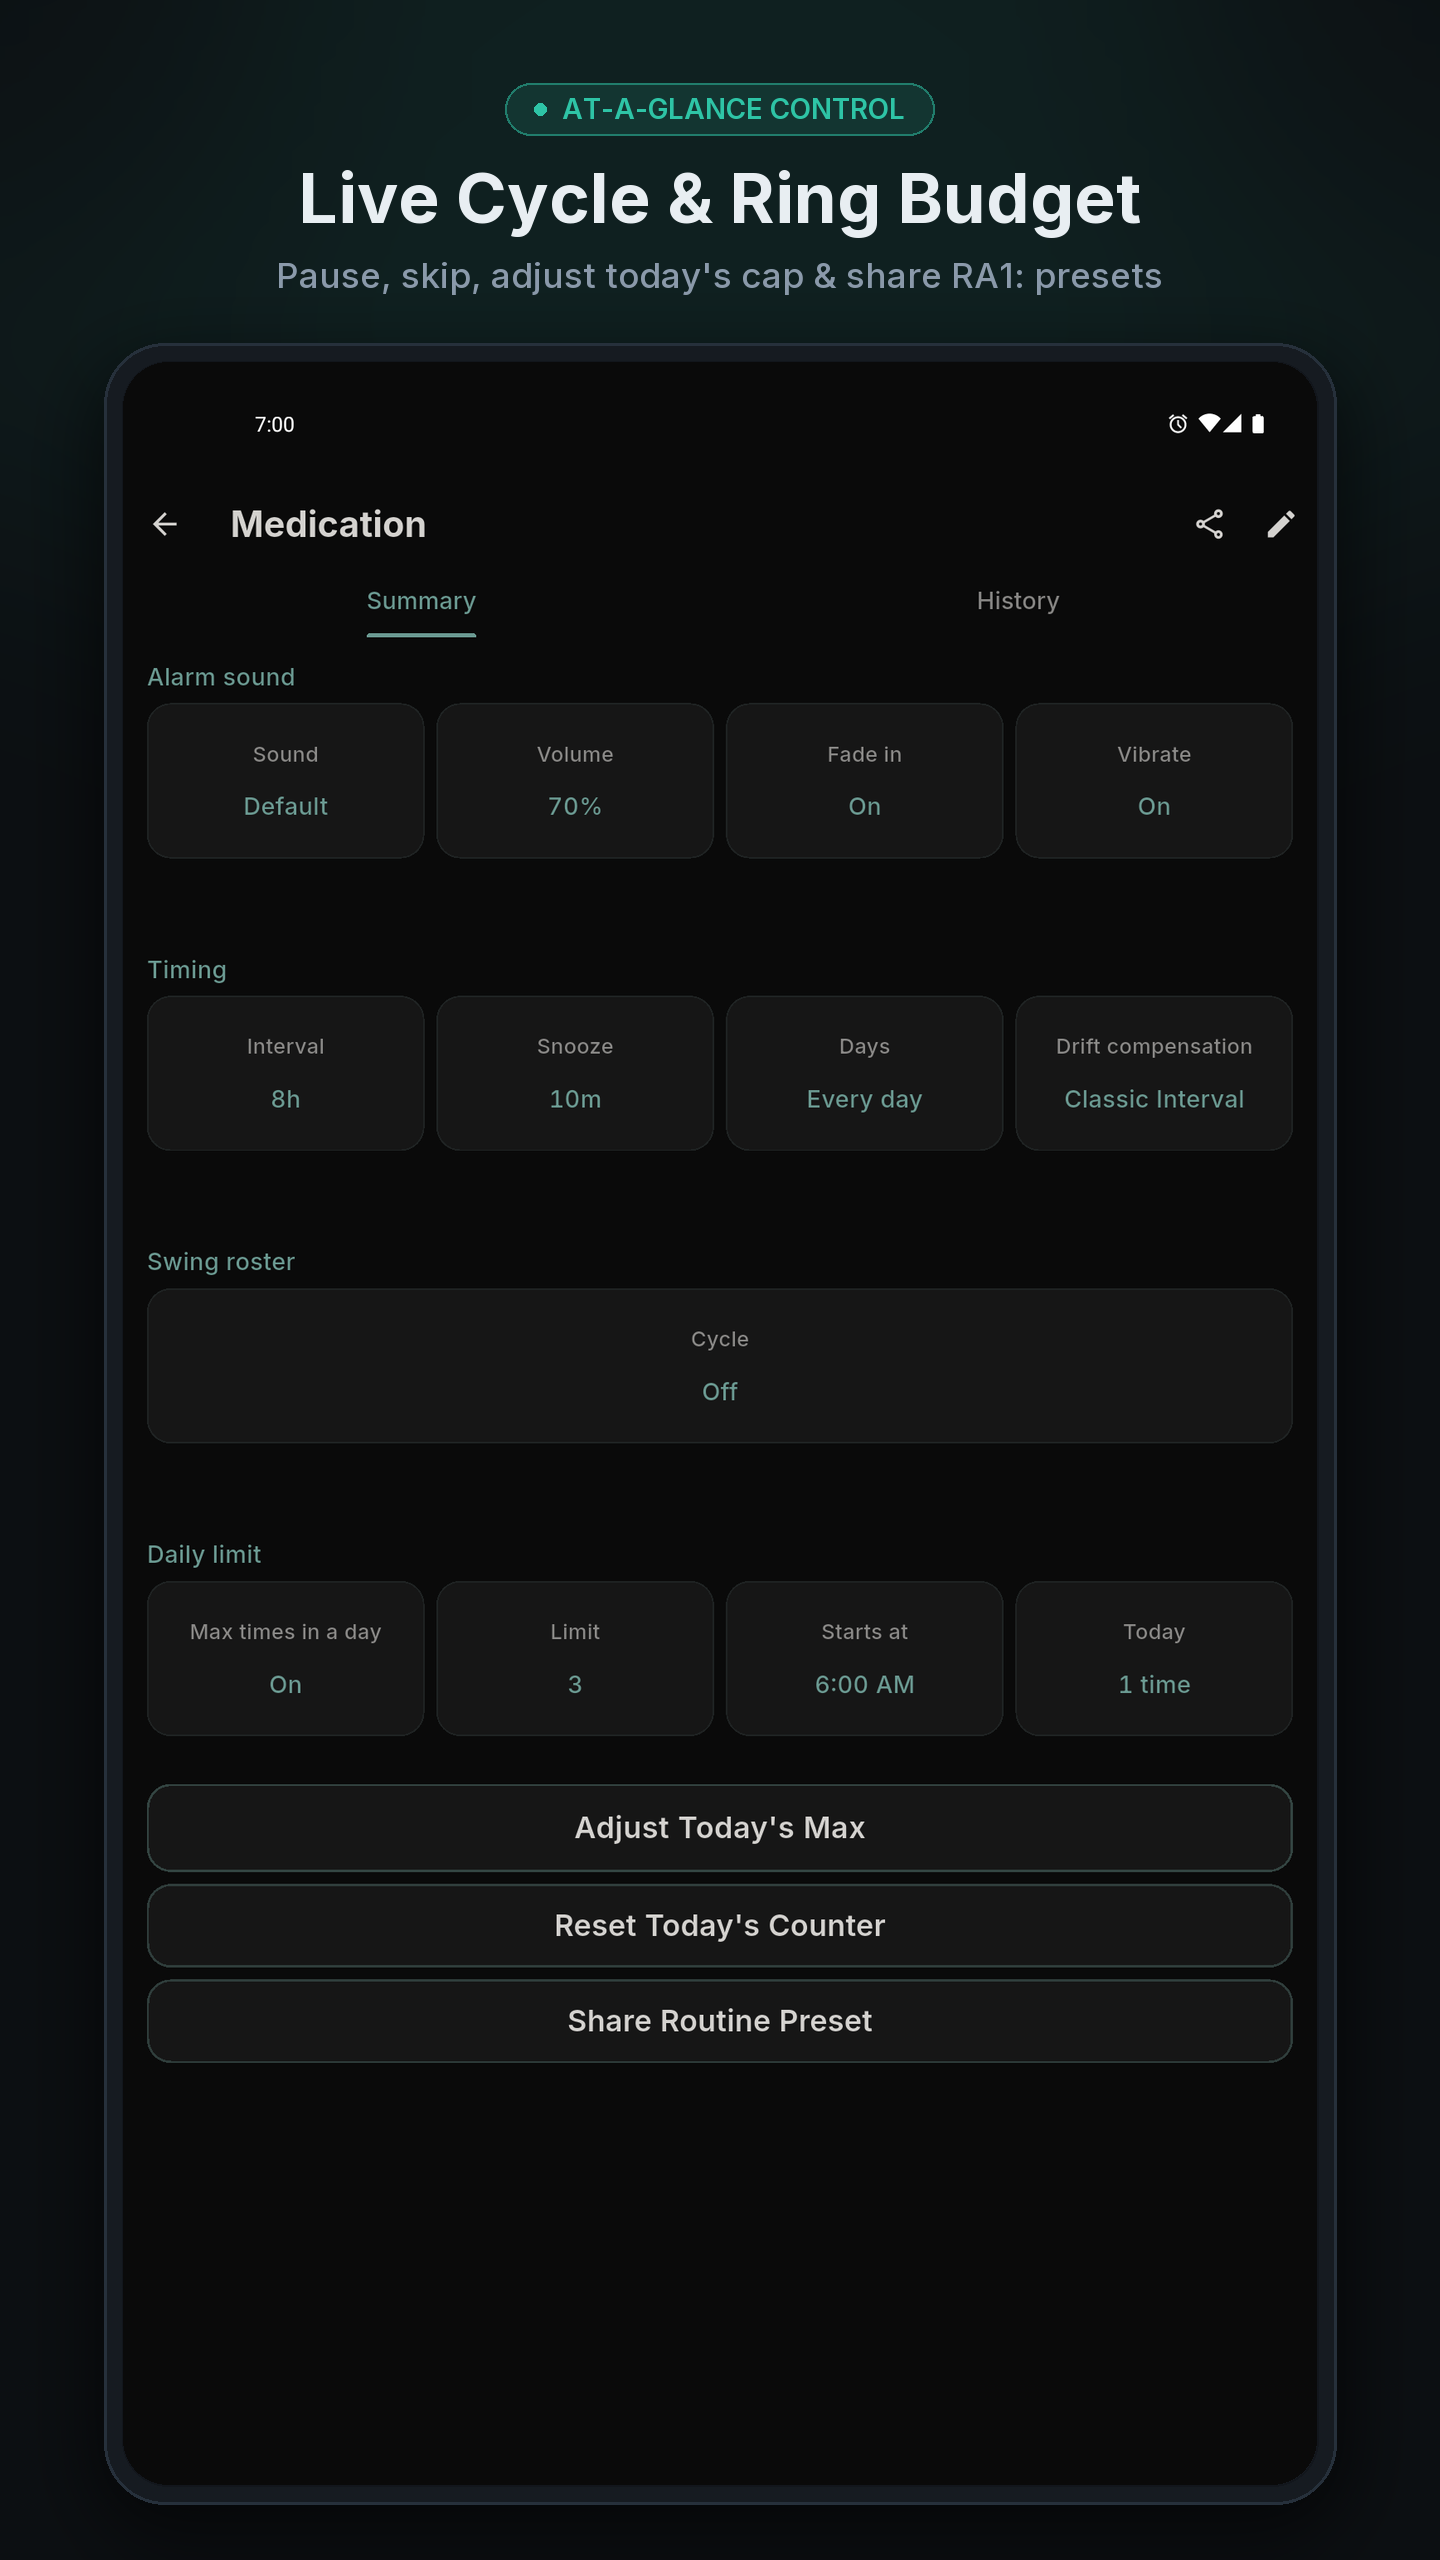 AT-A-GLANCE CONTROL
Live Cycle & Ring Budget
Pause, skip, adjust today's cap & share RA1: presets
7:00
Medication
Summary History
Alarm sound
Sound Volume Fade in Vibrate
Default 70% On On
Timing
Interval Snooze Days Drift compensation
8h 10m Every day Classic Interval
Swing roster
Cycle
Off
Daily limit
Max times in a day Limit Starts at Today
On 3 6:00 AM 1 time
Adjust Today's Max
Reset Today's Counter
Share Routine Preset